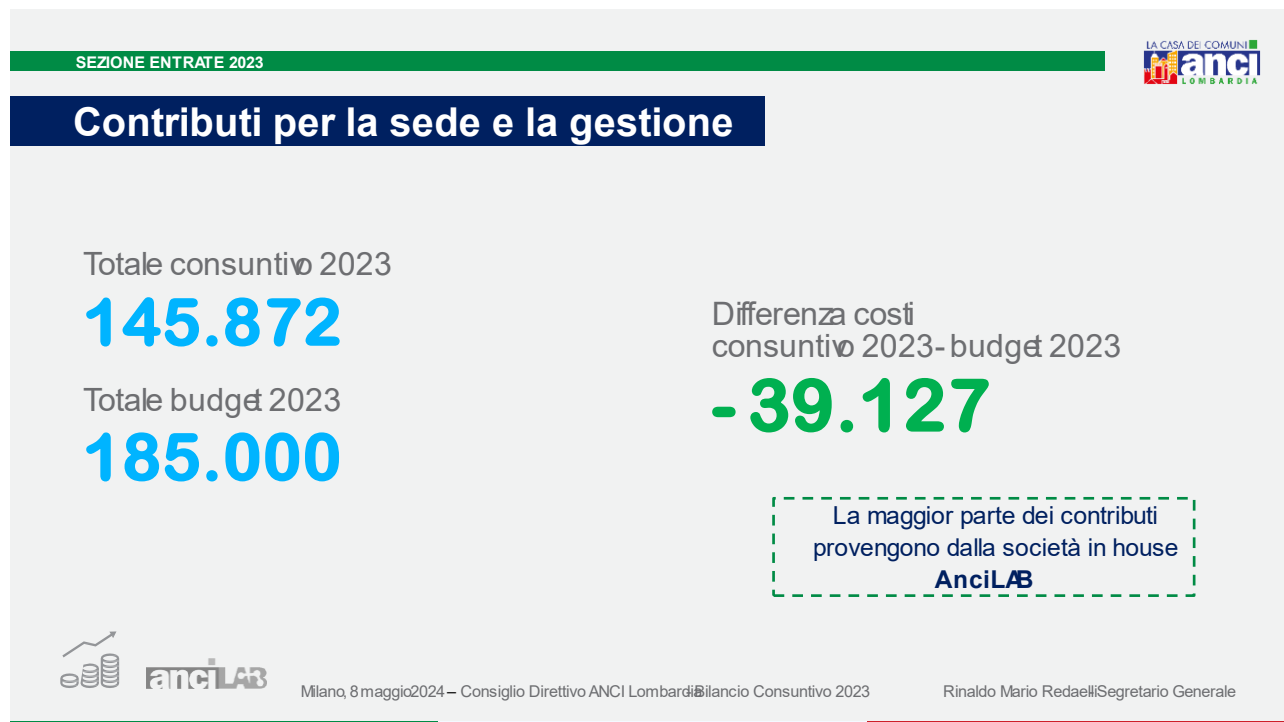 SEZIONE ENTRATE 2023
LA CASA DEI COMUNI
anci
LOMBARDIA
Contributi per la sede e la gestione
Totale consuntivo 2023
145.872
Totale budget 2023
185.000
Differenza costi
consuntivo 2023- budget 2023
- 39.127
La maggior parte dei contributi
provengono dalla società in house
AnciLAB
anciLAB
Milano, 8 maggio2024 – Consiglio Direttivo ANCI Lombardia-Bilancio Consuntivo 2023
Rinaldo Mario Redaelli-Segretario Generale